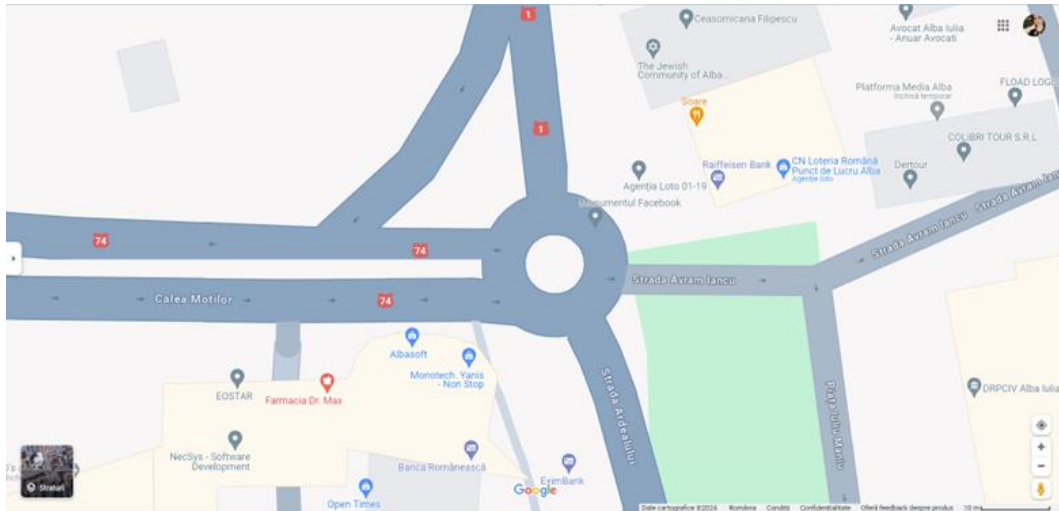 1
Ceasornicaria Filipescu
Avocat Alba Iulia
- Anuar Avocati
The Jewish
Community of Alba...
Platforma Media Alba
Închisă temporar
FLOAD LOGI
Soare
1
COLIBRI TOUR S.R.L
Raiffeisen Bank
CN Loteria Română
Punct de Lucru Alba
Agenție loto
Dertour
Agenția Loto 01-19
Monumentul Facebook
Strada Avram Iancu
Strada Avram Ian
74
74
Strada Avram Iancu
Calea Motilor
74
Albasoft
Monotech. Yanis
- Non Stop
EOSTAR
Farmacia Dr. Max
Strada Ardealului
Piața Iuliu Maniu
DRPCIV Alba Iulia
NecSys - Software
Development
Banca Românească
EximBank
Straturi
Open Times
Google
Date cartografice ©2024 România Condiții Confidențialitate Oferă feedback despre produs 10 m